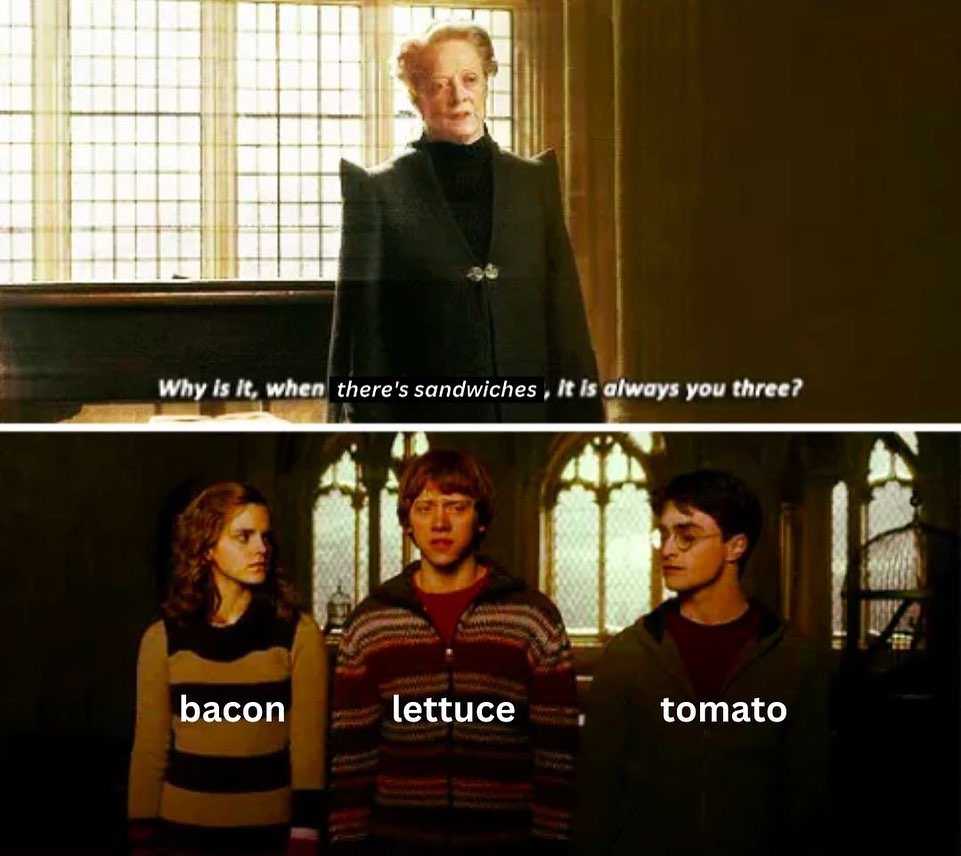 Why is it, when there's sandwiches, it is always you three?
bacon lettuce tomato